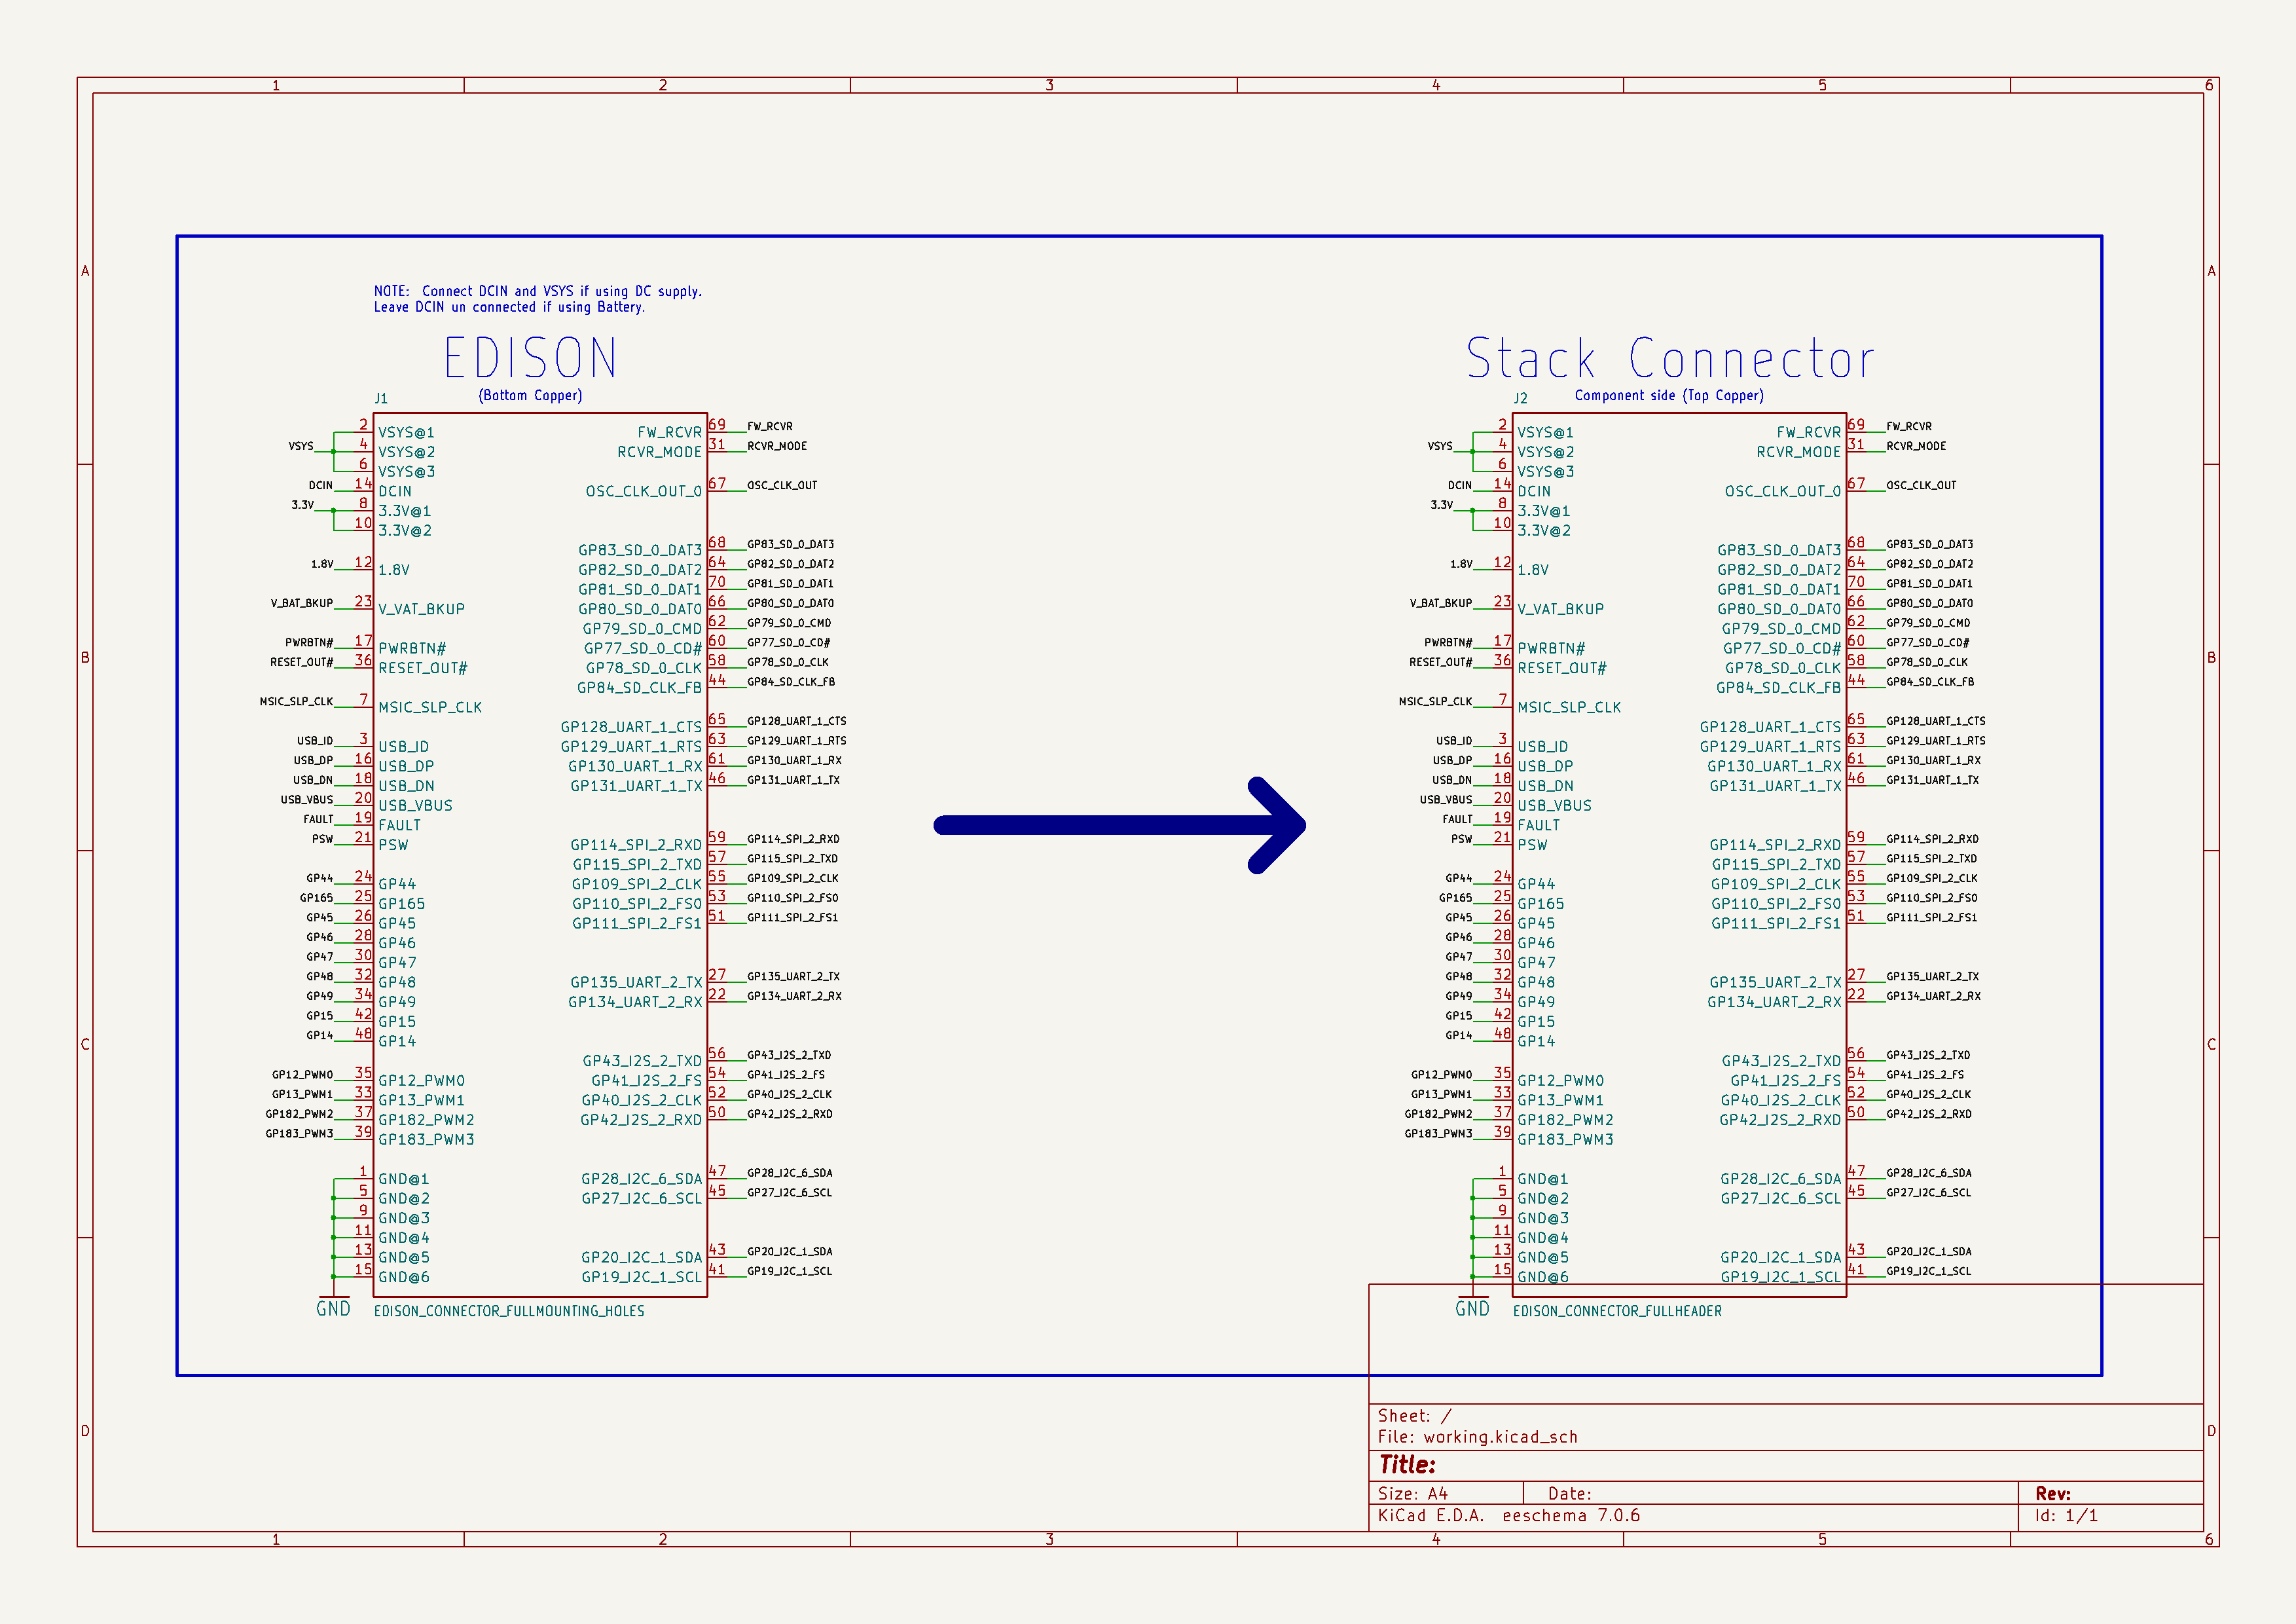 1 2 3 4 5 6
A A
B B
C C
D D
NOTE: Connect DCIN and VSYS if using DC supply.
Leave DCIN un connected if using Battery.
EDISON
(Bottom Copper)
J1
2 VSYS@1
VSYS 4 VSYS@2
6 VSYS@3
DCIN 14 DCIN
3.3V 8 3.3V@1
10 3.3V@2
1.8V 12 1.8V
V_BAT_BKUP 23 V_VAT_BKUP
PWRBTN# 17 PWRBTN#
RESET_OUT# 36 RESET_OUT#
MSIC_SLP_CLK 7 MSIC_SLP_CLK
USB_ID 3 USB_ID
USB_DP 16 USB_DP
USB_DN 18 USB_DN
USB_VBUS 20 USB_VBUS
FAULT 19 FAULT
PSW 21 PSW
GP44 24 GP44
GP165 25 GP165
GP45 26 GP45
GP46 28 GP46
GP47 30 GP47
GP48 32 GP48
GP49 34 GP49
GP15 42 GP15
GP14 48 GP14
GP12_PWM0 35 GP12_PWM0
GP13_PWM1 33 GP13_PWM1
GP182_PWM2 37 GP182_PWM2
GP183_PWM3 39 GP183_PWM3
1 GND@1
5 GND@2
9 GND@3
11 GND@4
13 GND@5
15 GND@6
GND
FW_RCVR 69 FW_RCVR
RCVR_MODE 31 RCVR_MODE
OSC_CLK_OUT_0 67 OSC_CLK_OUT
GP83_SD_0_DAT3 68 GP83_SD_0_DAT3
GP82_SD_0_DAT2 64 GP82_SD_0_DAT2
GP81_SD_0_DAT1 70 GP81_SD_0_DAT1
GP80_SD_0_DAT0 66 GP80_SD_0_DAT0
GP79_SD_0_CMD 62 GP79_SD_0_CMD
GP77_SD_0_CD# 60 GP77_SD_0_CD#
GP78_SD_0_CLK 58 GP78_SD_0_CLK
GP84_SD_CLK_FB 44 GP84_SD_CLK_FB
GP128_UART_1_CTS 65 GP128_UART_1_CTS
GP129_UART_1_RTS 63 GP129_UART_1_RTS
GP130_UART_1_RX 61 GP130_UART_1_RX
GP131_UART_1_TX 46 GP131_UART_1_TX
GP114_SPI_2_RXD 59 GP114_SPI_2_RXD
GP115_SPI_2_TXD 57 GP115_SPI_2_TXD
GP109_SPI_2_CLK 55 GP109_SPI_2_CLK
GP110_SPI_2_FS0 53 GP110_SPI_2_FS0
GP111_SPI_2_FS1 51 GP111_SPI_2_FS1
GP135_UART_2_TX 27 GP135_UART_2_TX
GP134_UART_2_RX 22 GP134_UART_2_RX
GP43_I2S_2_TXD 56 GP43_I2S_2_TXD
GP41_I2S_2_FS 54 GP41_I2S_2_FS
GP40_I2S_2_CLK 52 GP40_I2S_2_CLK
GP42_I2S_2_RXD 50 GP42_I2S_2_RXD
GP28_I2C_6_SDA 47 GP28_I2C_6_SDA
GP27_I2C_6_SCL 45 GP27_I2C_6_SCL
GP20_I2C_1_SDA 43 GP20_I2C_1_SDA
GP19_I2C_1_SCL 41 GP19_I2C_1_SCL
EDISON_CONNECTOR_FULLMOUNTING_HOLES
Stack Connector
Component side (Top Copper)
J2
2 VSYS@1
VSYS 4 VSYS@2
6 VSYS@3
DCIN 14 DCIN
3.3V 8 3.3V@1
10 3.3V@2
1.8V 12 1.8V
V_BAT_BKUP 23 V_VAT_BKUP
PWRBTN# 17 PWRBTN#
RESET_OUT# 36 RESET_OUT#
MSIC_SLP_CLK 7 MSIC_SLP_CLK
USB_ID 3 USB_ID
USB_DP 16 USB_DP
USB_DN 18 USB_DN
USB_VBUS 20 USB_VBUS
FAULT 19 FAULT
PSW 21 PSW
GP44 24 GP44
GP165 25 GP165
GP45 26 GP45
GP46 28 GP46
GP47 30 GP47
GP48 32 GP48
GP49 34 GP49
GP15 42 GP15
GP14 48 GP14
GP12_PWM0 35 GP12_PWM0
GP13_PWM1 33 GP13_PWM1
GP182_PWM2 37 GP182_PWM2
GP183_PWM3 39 GP183_PWM3
1 GND@1
5 GND@2
9 GND@3
11 GND@4
13 GND@5
15 GND@6
GND
FW_RCVR 69 FW_RCVR
RCVR_MODE 31 RCVR_MODE
OSC_CLK_OUT_0 67 OSC_CLK_OUT
GP83_SD_0_DAT3 68 GP83_SD_0_DAT3
GP82_SD_0_DAT2 64 GP82_SD_0_DAT2
GP81_SD_0_DAT1 70 GP81_SD_0_DAT1
GP80_SD_0_DAT0 66 GP80_SD_0_DAT0
GP79_SD_0_CMD 62 GP79_SD_0_CMD
GP77_SD_0_CD# 60 GP77_SD_0_CD#
GP78_SD_0_CLK 58 GP78_SD_0_CLK
GP84_SD_CLK_FB 44 GP84_SD_CLK_FB
GP128_UART_1_CTS 65 GP128_UART_1_CTS
GP129_UART_1_RTS 63 GP129_UART_1_RTS
GP130_UART_1_RX 61 GP130_UART_1_RX
GP131_UART_1_TX 46 GP131_UART_1_TX
GP114_SPI_2_RXD 59 GP114_SPI_2_RXD
GP115_SPI_2_TXD 57 GP115_SPI_2_TXD
GP109_SPI_2_CLK 55 GP109_SPI_2_CLK
GP110_SPI_2_FS0 53 GP110_SPI_2_FS0
GP111_SPI_2_FS1 51 GP111_SPI_2_FS1
GP135_UART_2_TX 27 GP135_UART_2_TX
GP134_UART_2_RX 22 GP134_UART_2_RX
GP43_I2S_2_TXD 56 GP43_I2S_2_TXD
GP41_I2S_2_FS 54 GP41_I2S_2_FS
GP40_I2S_2_CLK 52 GP40_I2S_2_CLK
GP42_I2S_2_RXD 50 GP42_I2S_2_RXD
GP28_I2C_6_SDA 47 GP28_I2C_6_SDA
GP27_I2C_6_SCL 45 GP27_I2C_6_SCL
GP20_I2C_1_SDA 43 GP20_I2C_1_SDA
GP19_I2C_1_SCL 41 GP19_I2C_1_SCL
EDISON_CONNECTOR_FULLHEADER
Sheet: /
File: working.kicad_sch
Title:
Size: A4 Date: Rev:
KiCad E.D.A. eeschema 7.0.6 Id: 1/1
1 2 3 4 5 6